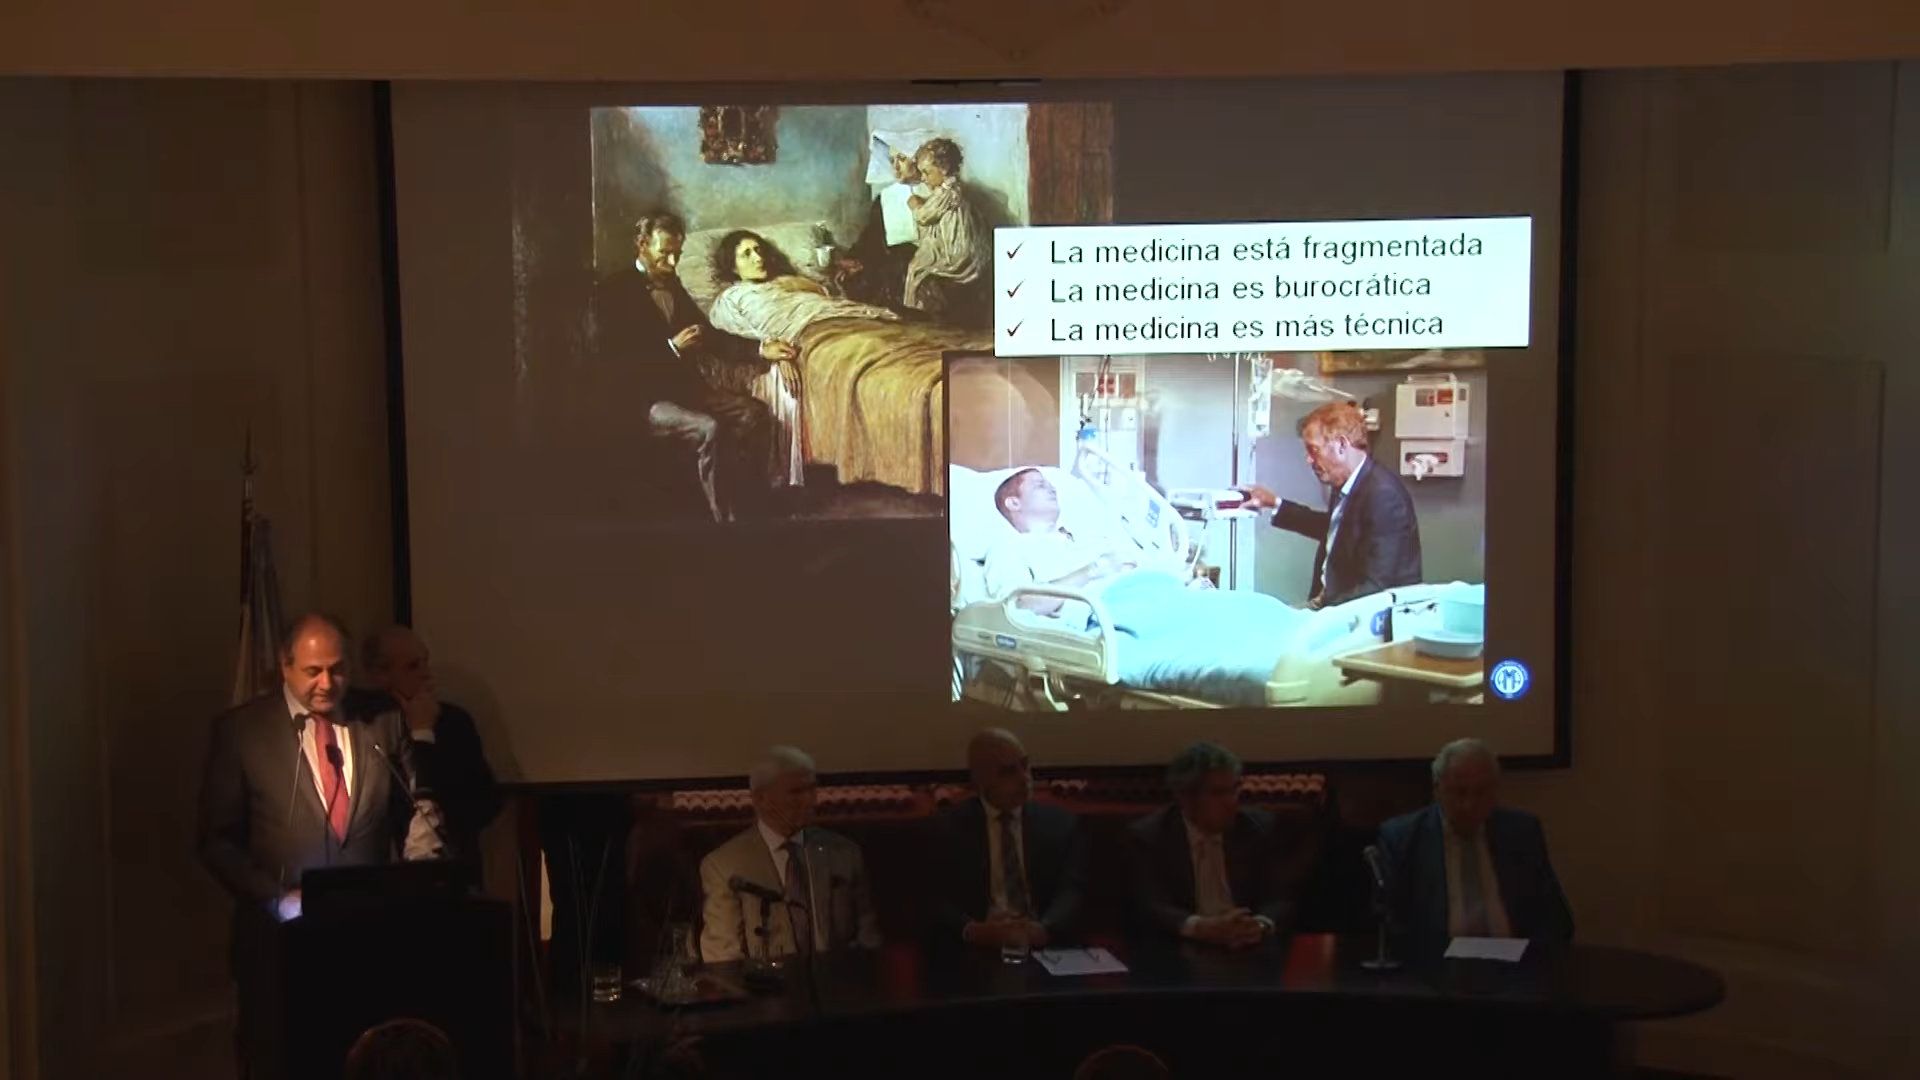 La medicina está fragmentada
La medicina es burocrática
La medicina es más técnica